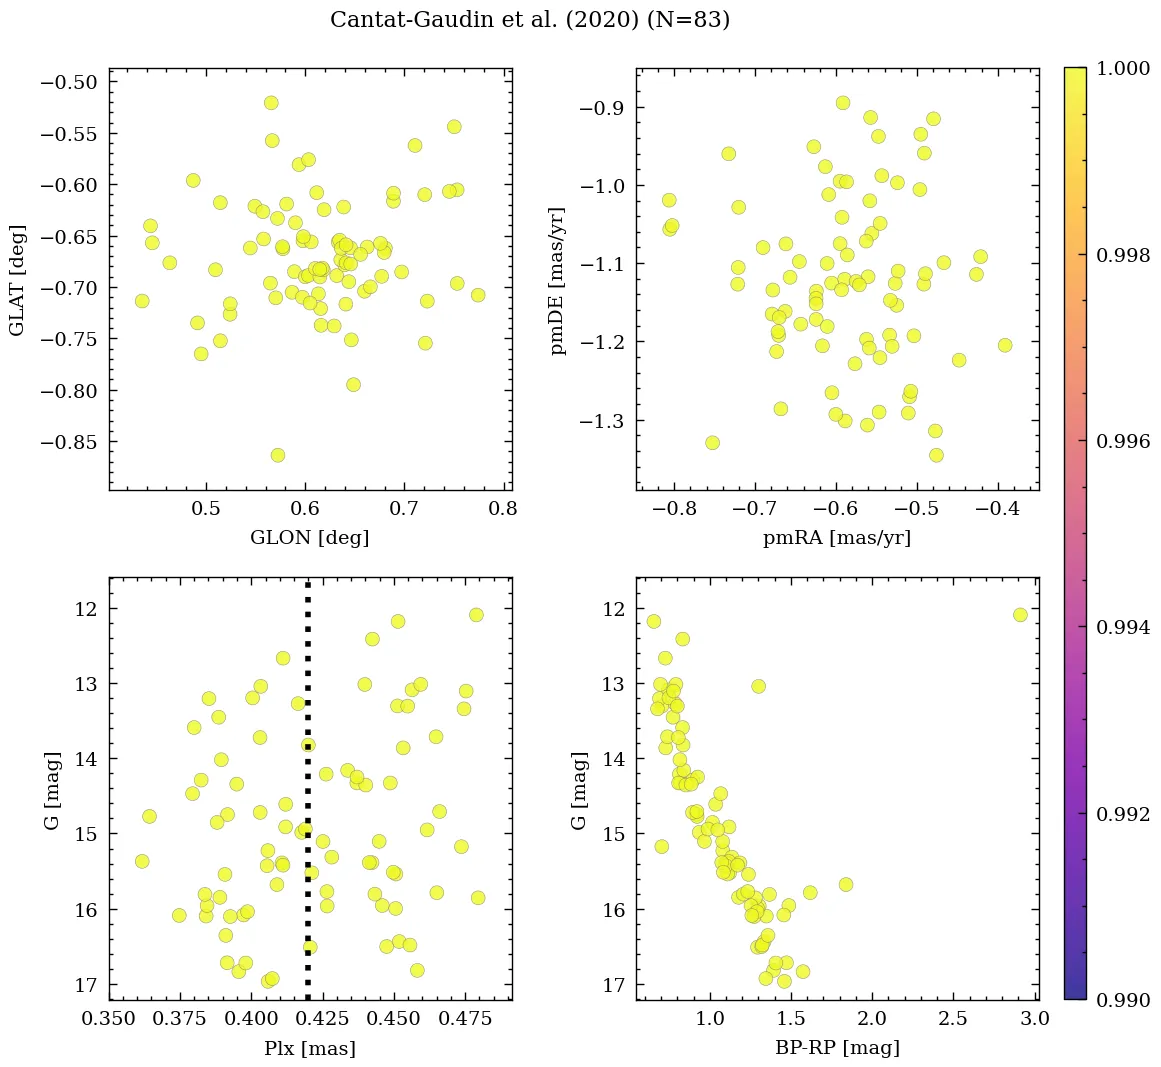 Cantat-Gaudin et al. (2020) (N=83)
−0.50
−0.55
−0.60
−0.65
−0.70
−0.75
−0.80
−0.85
GLAT [deg]
0.5 0.6 0.7 0.8
GLON [deg]
−0.9
−1.0
−1.1
−1.2
−1.3
pmDE [mas/yr]
−0.8 −0.7 −0.6 −0.5 −0.4
pmRA [mas/yr]
12
13
14
15
16
17
G [mag]
0.350 0.375 0.400 0.425 0.450 0.475
Plx [mas]
12
13
14
15
16
17
G [mag]
1.0 1.5 2.0 2.5 3.0
BP-RP [mag]
1.000
0.998
0.996
0.994
0.992
0.990